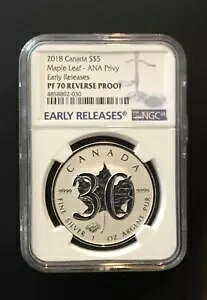 2018 Canada S$5
Maple Leaf - ANA Privy
Early Releases
PF 70 REVERSE PROOF
4858802-030
EARLY RELEASES
NGC
CANADA
30
9999 9999
FINE SILVER 1 OZ ARGENT PUR